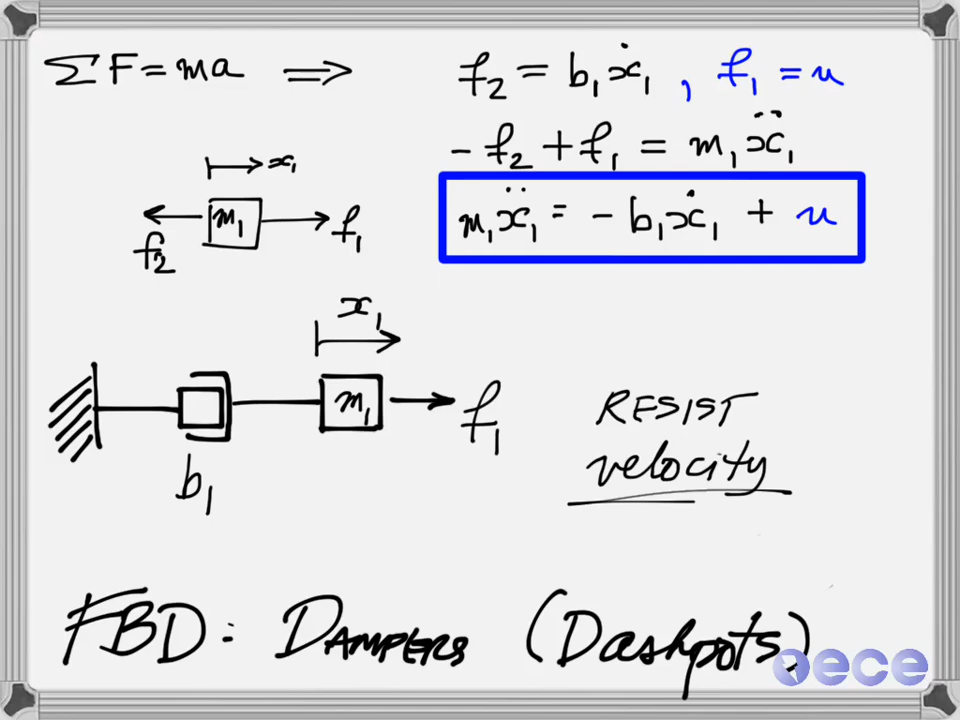 ΣF = ma ⟹ f₂ = b₁ẋ₁ , f₁ = u
- f₂ + f₁ = m₁ẍ₁
x₁
m₁ẍ₁ = - b₁ẋ₁ + u
f₂ m₁ f₁
x₁
m₁ f₁
b₁
RESIST
velocity
FBD: DAMPERS (Dashpots)
ece